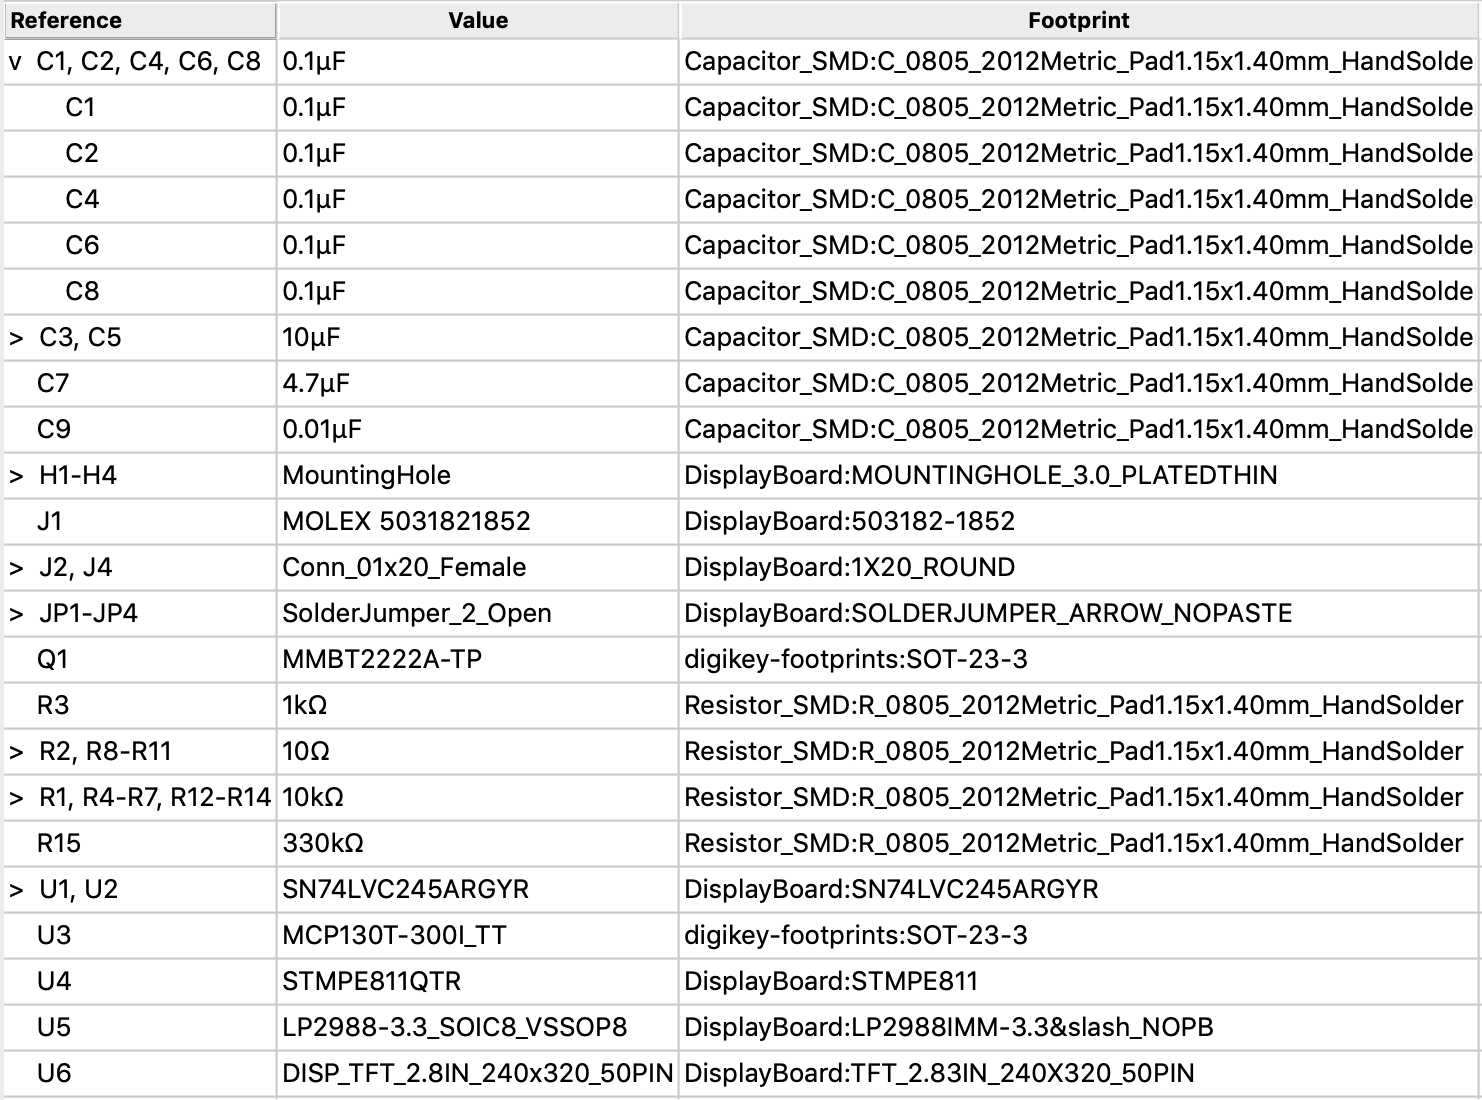 Reference Value Footprint
v C1, C2, C4, C6, C8 0.1µF Capacitor_SMD:C_0805_2012Metric_Pad1.15x1.40mm_HandSolde
C1 0.1µF Capacitor_SMD:C_0805_2012Metric_Pad1.15x1.40mm_HandSolde
C2 0.1µF Capacitor_SMD:C_0805_2012Metric_Pad1.15x1.40mm_HandSolde
C4 0.1µF Capacitor_SMD:C_0805_2012Metric_Pad1.15x1.40mm_HandSolde
C6 0.1µF Capacitor_SMD:C_0805_2012Metric_Pad1.15x1.40mm_HandSolde
C8 0.1µF Capacitor_SMD:C_0805_2012Metric_Pad1.15x1.40mm_HandSolde
> C3, C5 10µF Capacitor_SMD:C_0805_2012Metric_Pad1.15x1.40mm_HandSolde
C7 4.7µF Capacitor_SMD:C_0805_2012Metric_Pad1.15x1.40mm_HandSolde
C9 0.01µF Capacitor_SMD:C_0805_2012Metric_Pad1.15x1.40mm_HandSolde
> H1-H4 MountingHole DisplayBoard:MOUNTINGHOLE_3.0_PLATEDTHIN
J1 MOLEX 5031821852 DisplayBoard:503182-1852
> J2, J4 Conn_01x20_Female DisplayBoard:1X20_ROUND
> JP1-JP4 SolderJumper_2_Open DisplayBoard:SOLDERJUMPER_ARROW_NOPASTE
Q1 MMBT2222A-TP digikey-footprints:SOT-23-3
R3 1kΩ Resistor_SMD:R_0805_2012Metric_Pad1.15x1.40mm_HandSolder
> R2, R8-R11 10Ω Resistor_SMD:R_0805_2012Metric_Pad1.15x1.40mm_HandSolder
> R1, R4-R7, R12-R14 10kΩ Resistor_SMD:R_0805_2012Metric_Pad1.15x1.40mm_HandSolder
R15 330kΩ Resistor_SMD:R_0805_2012Metric_Pad1.15x1.40mm_HandSolder
> U1, U2 SN74LVC245ARGYR DisplayBoard:SN74LVC245ARGYR
U3 MCP130T-300I_TT digikey-footprints:SOT-23-3
U4 STMPE811QTR DisplayBoard:STMPE811
U5 LP2988-3.3_SOIC8_VSSOP8 DisplayBoard:LP2988IMM-3.3&slash_NOPB
U6 DISP_TFT_2.8IN_240x320_50PIN DisplayBoard:TFT_2.83IN_240X320_50PIN